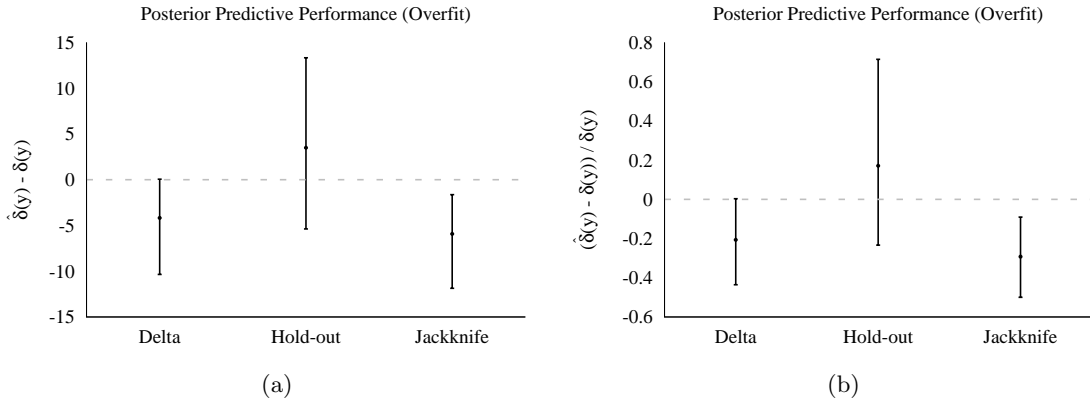 Posterior Predictive Performance (Overfit)
15
10
5
0
-5
-10
-15
δ̂(y) - δ(y)
Delta Hold-out Jackknife
(a)
Posterior Predictive Performance (Overfit)
0.8
0.6
0.4
0.2
0
-0.2
-0.4
-0.6
(δ̂(y) - δ(y)) / δ(y)
Delta Hold-out Jackknife
(b)